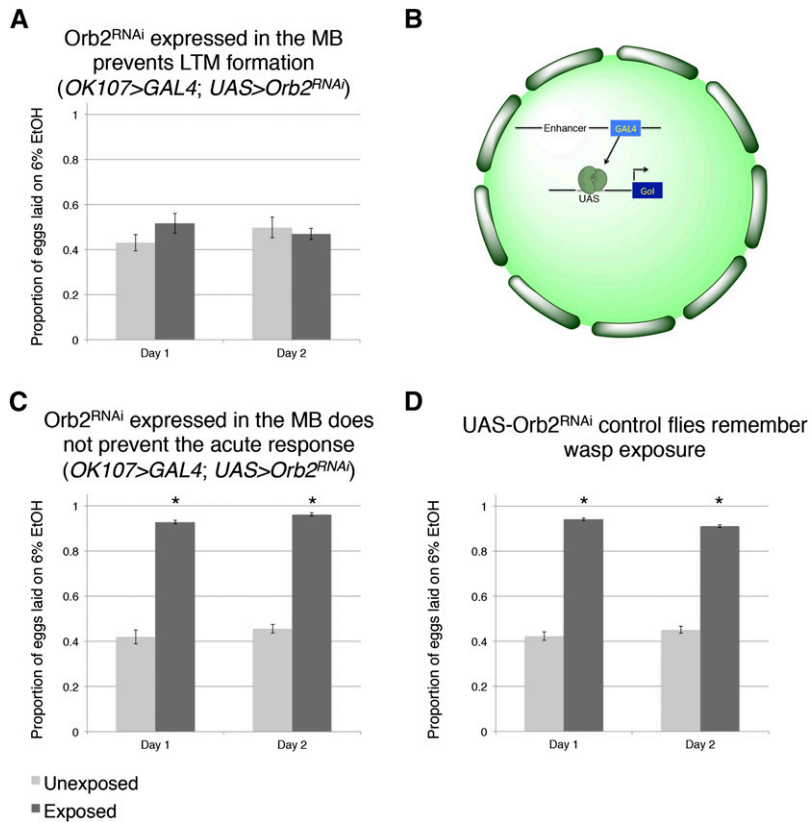 A
Orb2RNAi expressed in the MB
prevents LTM formation
(OK107>GAL4; UAS>Orb2RNAi)
Proportion of eggs laid on 6% EtOH
1
0.8
0.6
0.4
0.2
0
Day 1
Day 2
B
Enhancer
GAL4
UAS
GoI
C
Orb2RNAi expressed in the MB does
not prevent the acute response
(OK107>GAL4; UAS>Orb2RNAi)
Proportion of eggs laid on 6% EtOH
1
0.8
0.6
0.4
0.2
0
*
*
Day 1
Day 2
D
UAS-Orb2RNAi control flies remember
wasp exposure
Proportion of eggs laid on 6% EtOH
1
0.8
0.6
0.4
0.2
0
*
*
Day 1
Day 2
Unexposed
Exposed